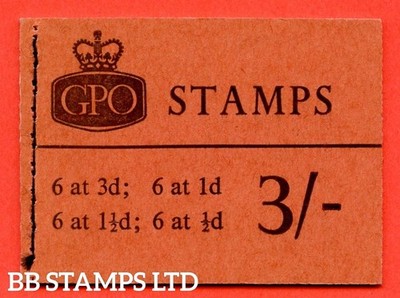 GPO STAMPS
6 at 3d; 6 at 1d
6 at 1½d; 6 at ½d
3/-
BB STAMPS LTD